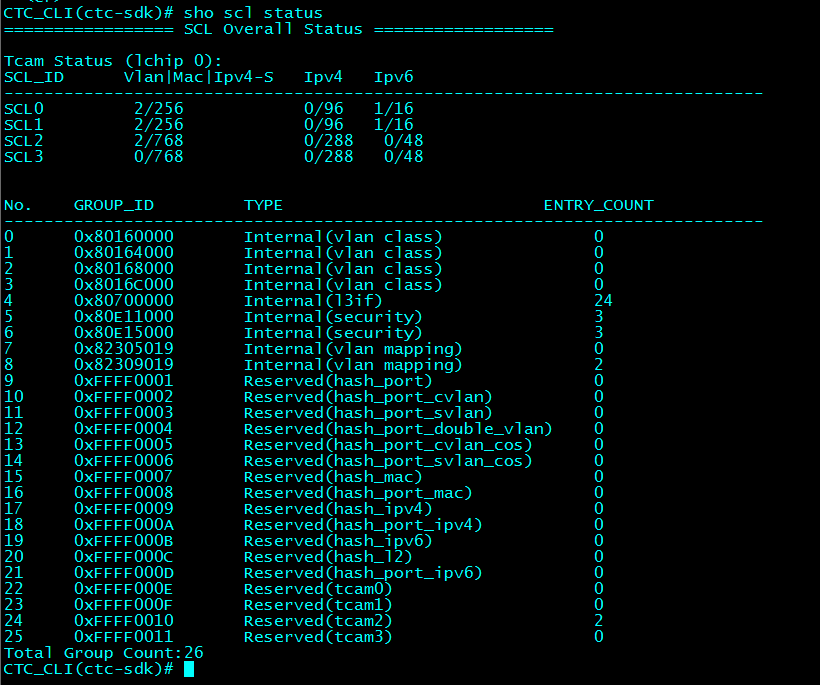 CTC_CLI(ctc-sdk)# sho scl status
================= SCL Overall Status ==================
Tcam Status (lchip 0):
SCL_ID Vlan|Mac|Ipv4-S Ipv4 Ipv6
----------------------------------------------------------------------------
SCL0 2/256 0/96 1/16
SCL1 2/256 0/96 1/16
SCL2 2/768 0/288 0/48
SCL3 0/768 0/288 0/48
No. GROUP_ID TYPE ENTRY_COUNT
----------------------------------------------------------------------------
0 0x80160000 Internal(vlan class) 0
1 0x80164000 Internal(vlan class) 0
2 0x80168000 Internal(vlan class) 0
3 0x8016C000 Internal(vlan class) 0
4 0x80700000 Internal(l3if) 24
5 0x80E11000 Internal(security) 3
6 0x80E15000 Internal(security) 3
7 0x82305019 Internal(vlan mapping) 0
8 0x82309019 Internal(vlan mapping) 2
9 0xFFFF0001 Reserved(hash_port) 0
10 0xFFFF0002 Reserved(hash_port_cvlan) 0
11 0xFFFF0003 Reserved(hash_port_svlan) 0
12 0xFFFF0004 Reserved(hash_port_double_vlan) 0
13 0xFFFF0005 Reserved(hash_port_cvlan_cos) 0
14 0xFFFF0006 Reserved(hash_port_svlan_cos) 0
15 0xFFFF0007 Reserved(hash_mac) 0
16 0xFFFF0008 Reserved(hash_port_mac) 0
17 0xFFFF0009 Reserved(hash_ipv4) 0
18 0xFFFF000A Reserved(hash_port_ipv4) 0
19 0xFFFF000B Reserved(hash_ipv6) 0
20 0xFFFF000C Reserved(hash_l2) 0
21 0xFFFF000D Reserved(hash_port_ipv6) 0
22 0xFFFF000E Reserved(tcam0) 0
23 0xFFFF000F Reserved(tcam1) 0
24 0xFFFF0010 Reserved(tcam2) 2
25 0xFFFF0011 Reserved(tcam3) 0
Total Group Count:26
CTC_CLI(ctc-sdk)#